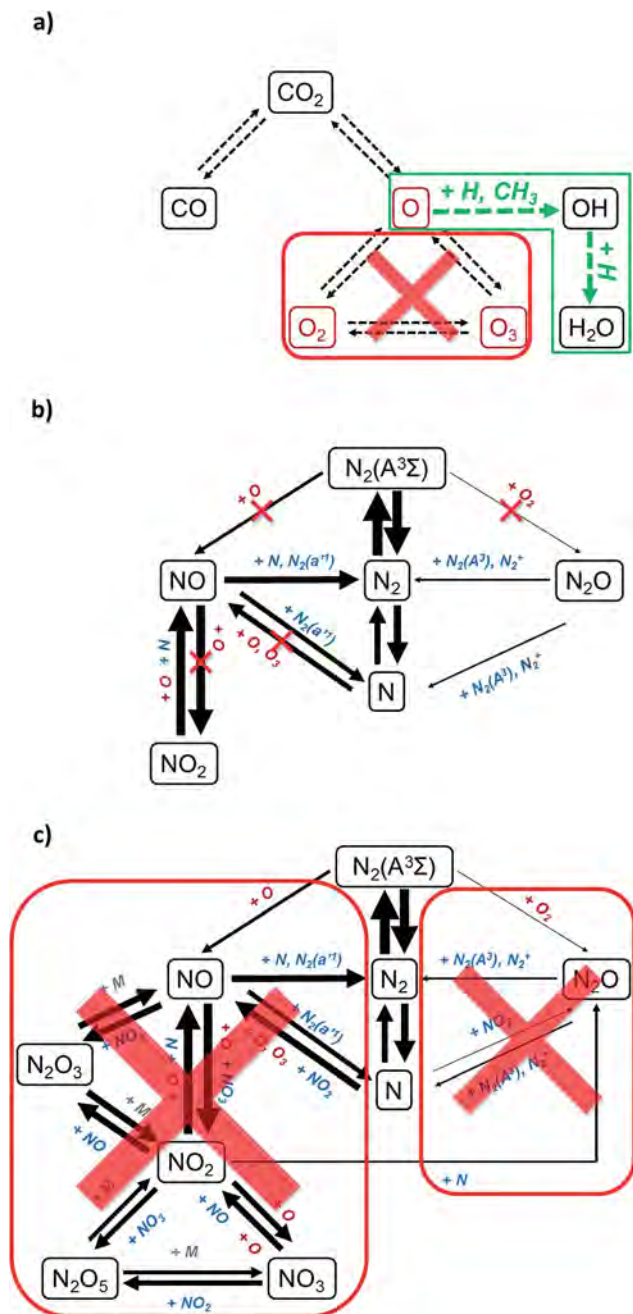 a)
CO₂
CO
O
+ H, CH₃
OH
+ H
O₂
O₃
H₂O
b)
N₂(A³Σ)
+ O
+ O₂
NO
+ N, N₂(a'¹)
N₂
+ N₂(A³), N₂⁺
N₂O
+ N₂(a'¹)
+ O, O₃
+ O + N
+ O
N
+ N₂(A³), N₂⁺
NO₂
c)
N₂(A³Σ)
+ O
+ O₂
NO
+ N, N₂(a'¹)
N₂
+ N₂(A³), N₂⁺
N₂O
+ M
+ N₂(a'¹)
O₃
+ NO₂
N₂O₃
+ M
+ NO
N
+ N₂(A³),
NO₂
+ N
+ NO₃
+ NO
+ O
+ O
N₂O₅
+ M
NO₃
+ NO₂